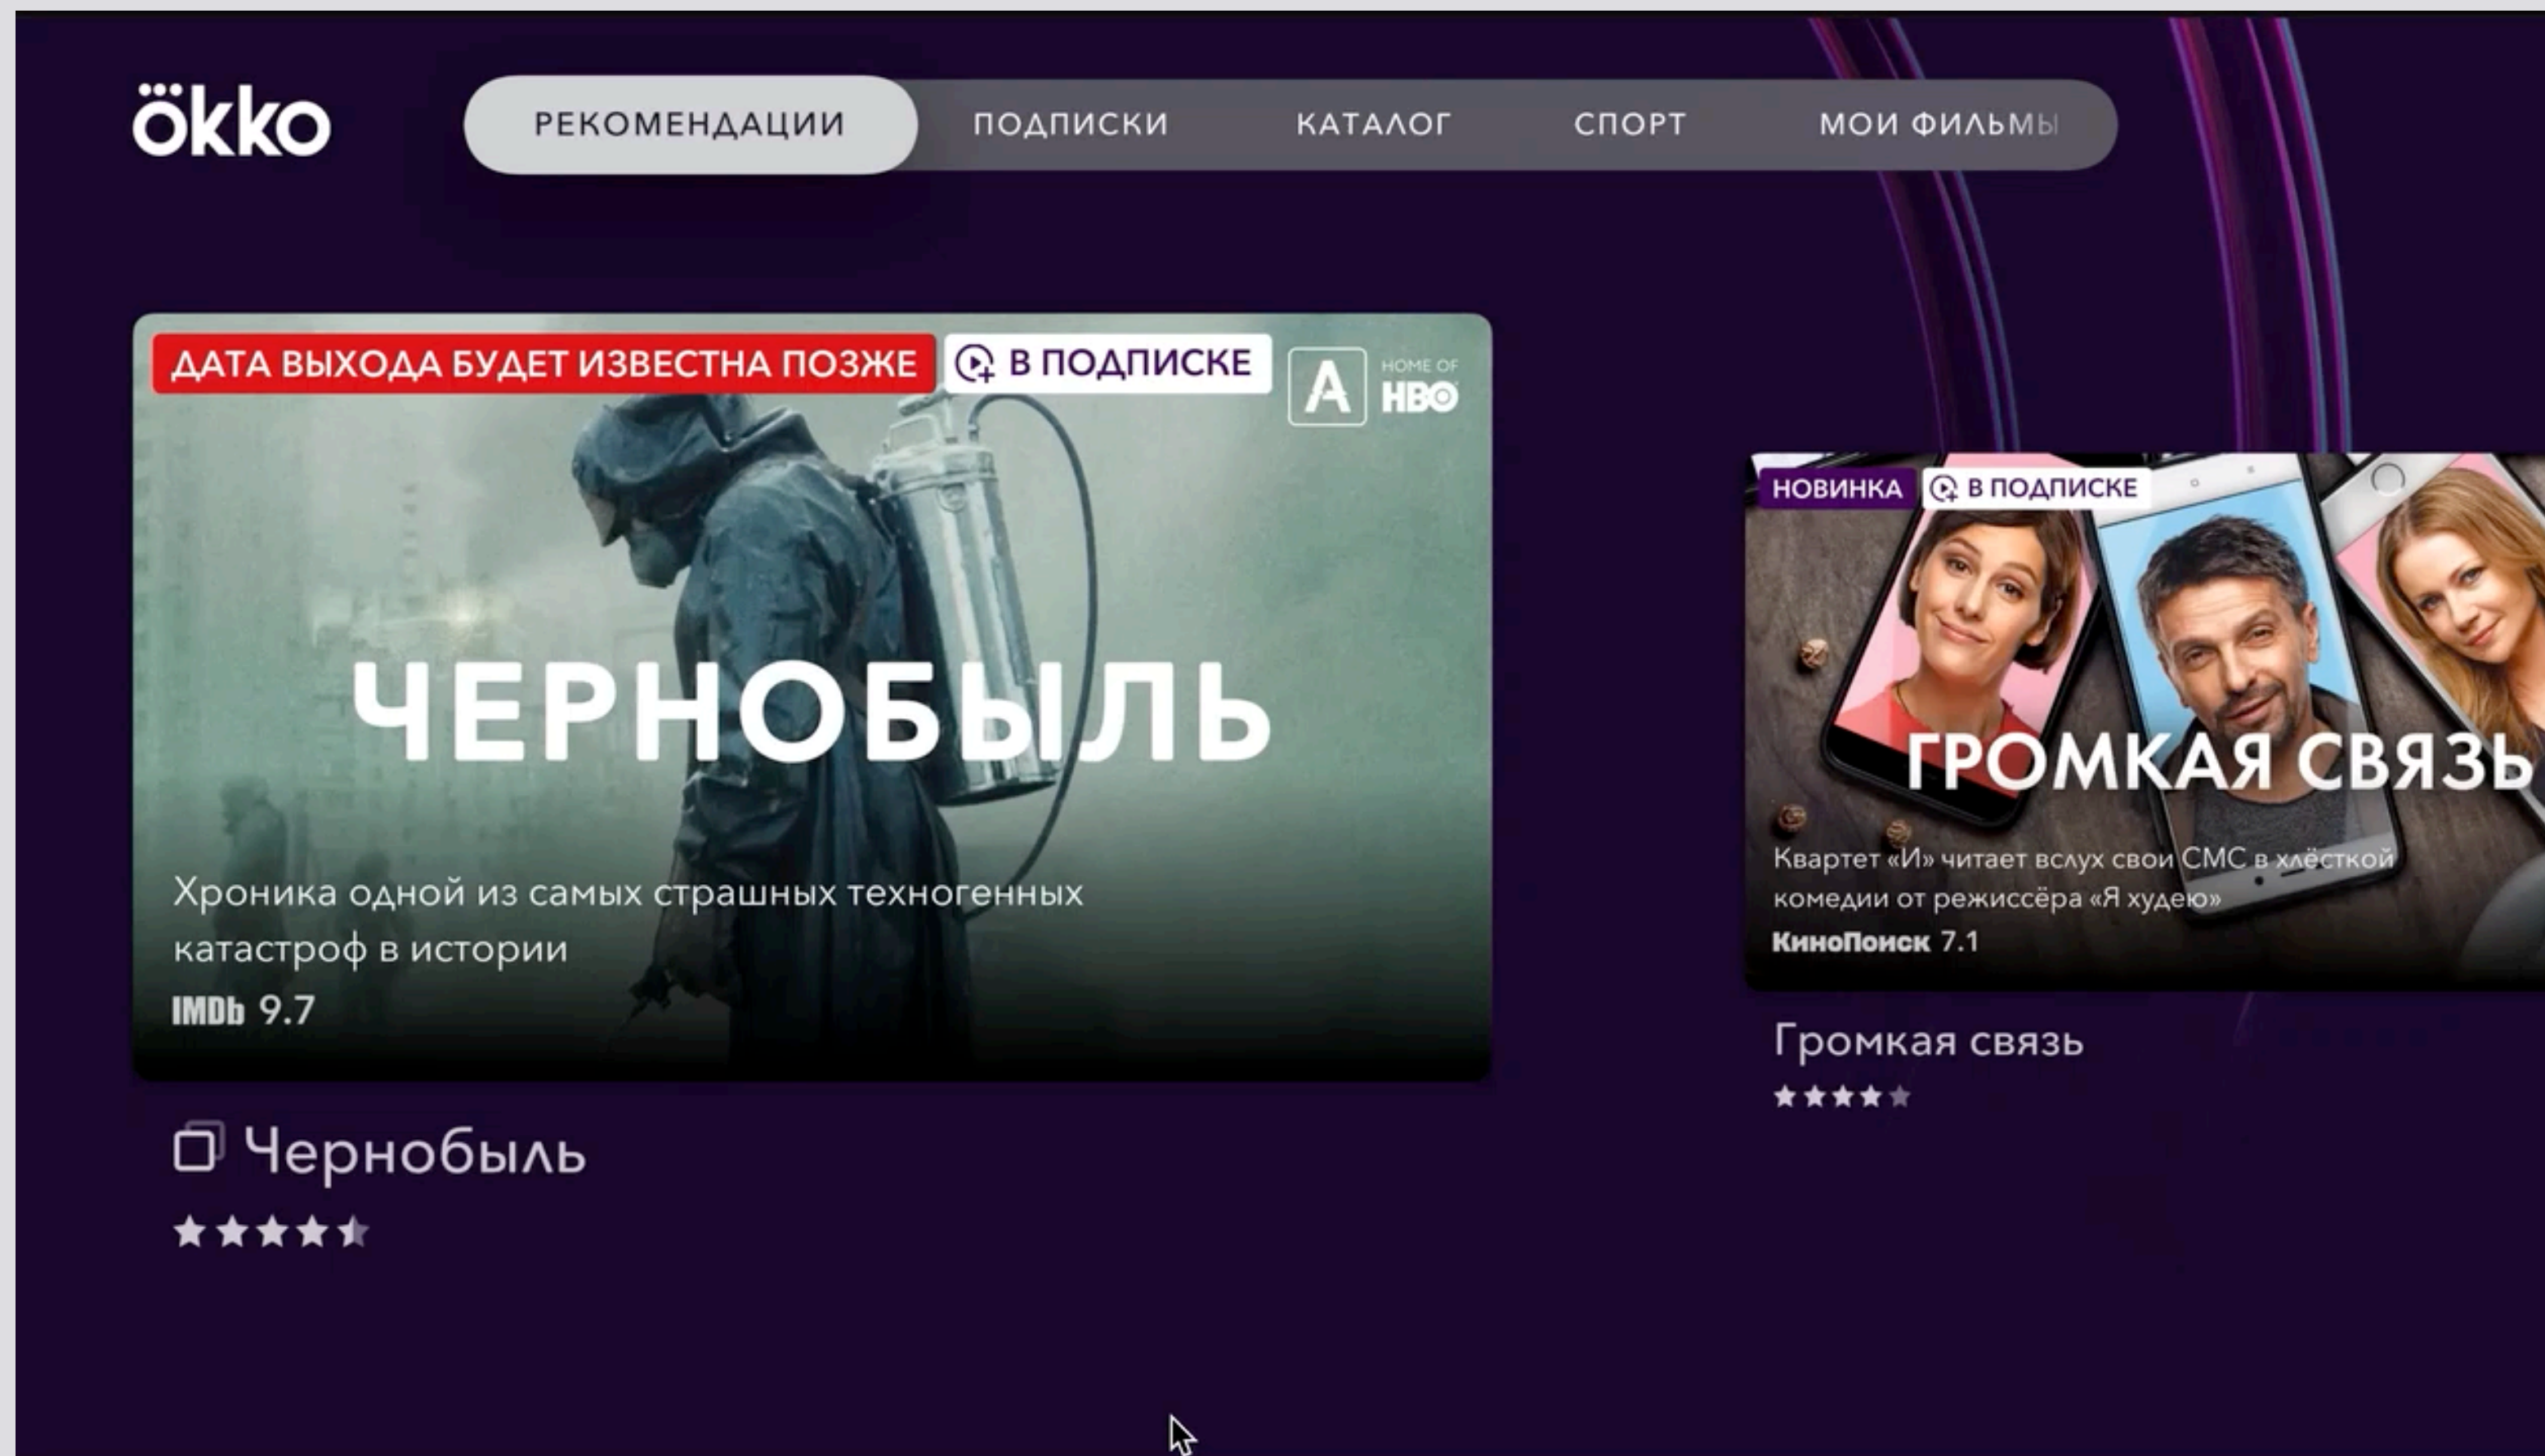 okko
РЕКОМЕНДАЦИИ
ПОДПИСКИ
КАТАЛОГ
СПОРТ
МОИ ФИЛЬМЫ
ДАТА ВЫХОДА БУДЕТ ИЗВЕСТНА ПОЗЖЕ
В ПОДПИСКЕ
A
HOME OF
HBO
ЧЕРНОБЫЛЬ
Хроника одной из самых страшных техногенных
катастроф в истории
IMDb 9.7
Чернобыль
НОВИНКА
В ПОДПИСКЕ
ГРОМКАЯ СВЯЗЬ
Квартет «И» читает вслух свои СМС в хлёсткой
комедии от режиссёра «Я худею»
КиноПоиск 7.1
Громкая связь